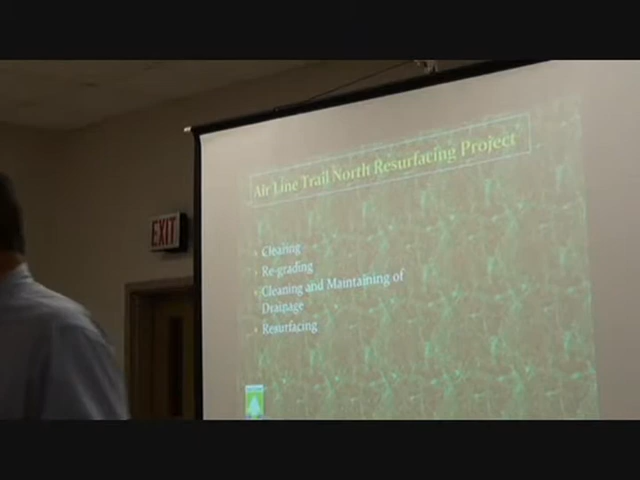 Air Line Trail North Resurfacing Project
EXIT
Clearing
Re-grading
Cleaning and Maintaining of
Drainage
Resurfacing